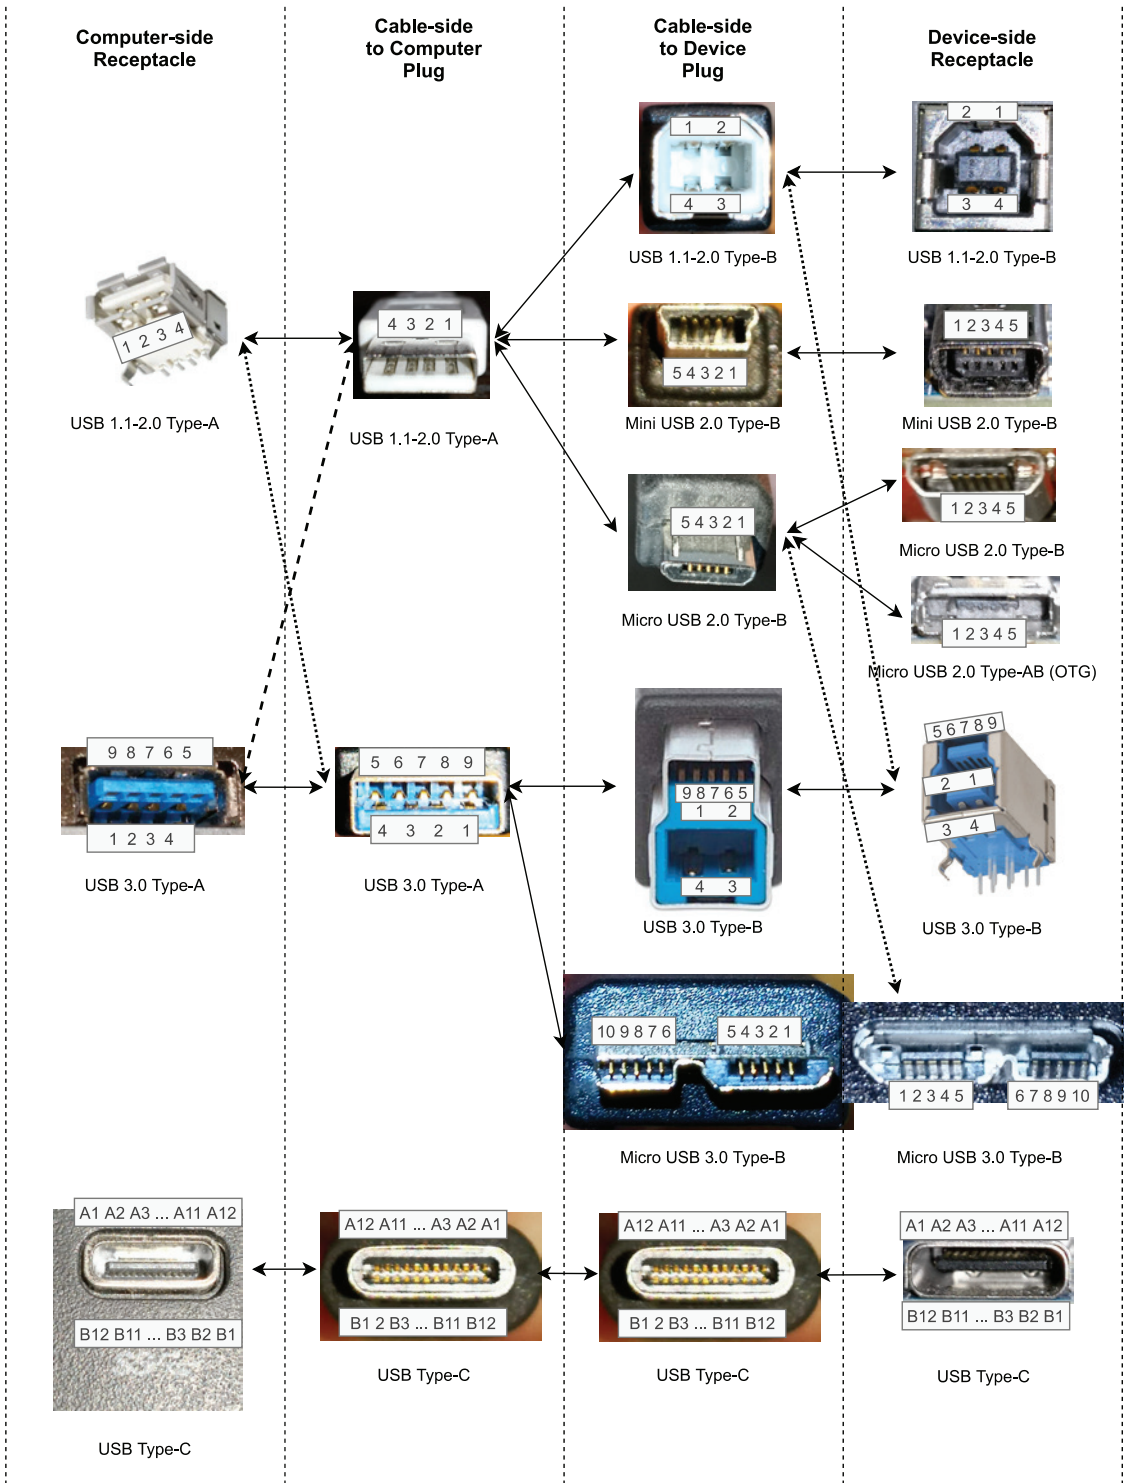 Computer-side
Receptacle
Cable-side
to Computer
Plug
Cable-side
to Device
Plug
Device-side
Receptacle
1 2
4 3
USB 1.1-2.0 Type-B
2 1
3 4
USB 1.1-2.0 Type-B
1 2 3 4
USB 1.1-2.0 Type-A
4 3 2 1
USB 1.1-2.0 Type-A
5 4 3 2 1
Mini USB 2.0 Type-B
1 2 3 4 5
Mini USB 2.0 Type-B
5 4 3 2 1
Micro USB 2.0 Type-B
1 2 3 4 5
Micro USB 2.0 Type-B
1 2 3 4 5
Micro USB 2.0 Type-AB (OTG)
9 8 7 6 5
1 2 3 4
USB 3.0 Type-A
5 6 7 8 9
4 3 2 1
USB 3.0 Type-A
9 8 7 6 5
1 2
4 3
USB 3.0 Type-B
5 6 7 8 9
2 1
3 4
USB 3.0 Type-B
10 9 8 7 6
5 4 3 2 1
Micro USB 3.0 Type-B
1 2 3 4 5
6 7 8 9 10
Micro USB 3.0 Type-B
A1 A2 A3 ... A11 A12
B12 B11 ... B3 B2 B1
USB Type-C
A12 A11 ... A3 A2 A1
B1 2 B3 ... B11 B12
USB Type-C
A12 A11 ... A3 A2 A1
B1 2 B3 ... B11 B12
USB Type-C
A1 A2 A3 ... A11 A12
B12 B11 ... B3 B2 B1
USB Type-C